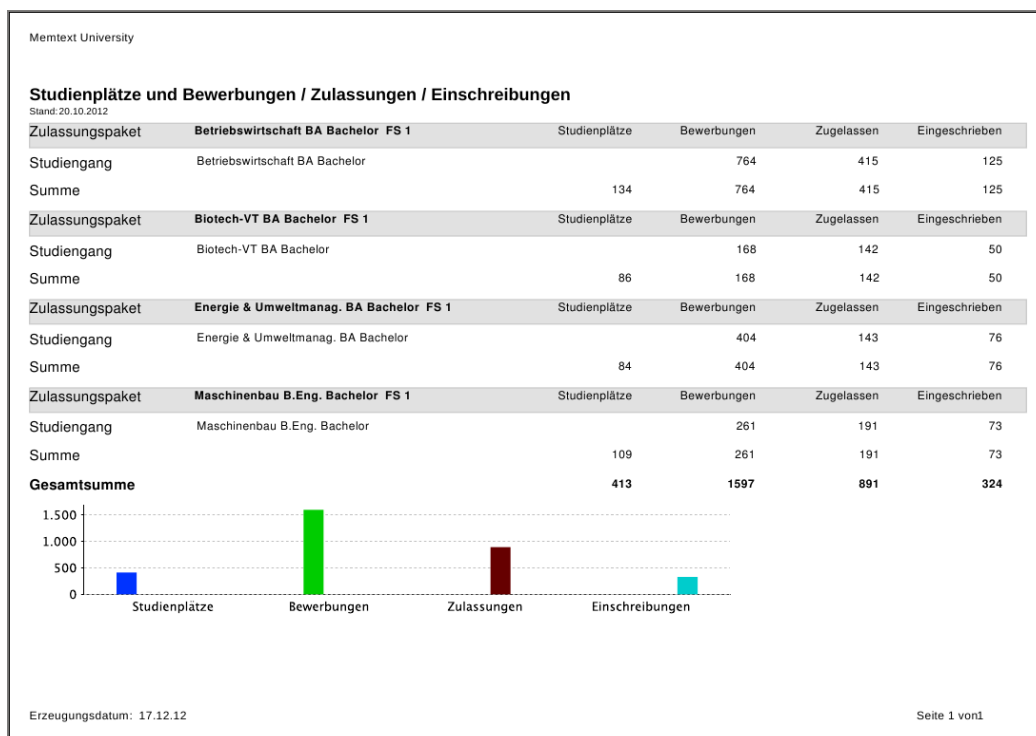 Memtext University
Studienplätze und Bewerbungen / Zulassungen / Einschreibungen
Stand: 20.10.2012
Zulassungspaket Betriebswirtschaft BA Bachelor FS 1 Studienplätze Bewerbungen Zugelassen Eingeschrieben
Studiengang Betriebswirtschaft BA Bachelor 764 415 125
Summe 134 764 415 125
Zulassungspaket Biotech-VT BA Bachelor FS 1 Studienplätze Bewerbungen Zugelassen Eingeschrieben
Studiengang Biotech-VT BA Bachelor 168 142 50
Summe 86 168 142 50
Zulassungspaket Energie & Umweltmanag. BA Bachelor FS 1 Studienplätze Bewerbungen Zugelassen Eingeschrieben
Studiengang Energie & Umweltmanag. BA Bachelor 404 143 76
Summe 84 404 143 76
Zulassungspaket Maschinenbau B.Eng. Bachelor FS 1 Studienplätze Bewerbungen Zugelassen Eingeschrieben
Studiengang Maschinenbau B.Eng. Bachelor 261 191 73
Summe 109 261 191 73
Gesamtsumme 413 1597 891 324
1.500
1.000
500
0
Studienplätze Bewerbungen Zulassungen Einschreibungen
Erzeugungsdatum: 17.12.12 Seite 1 von1